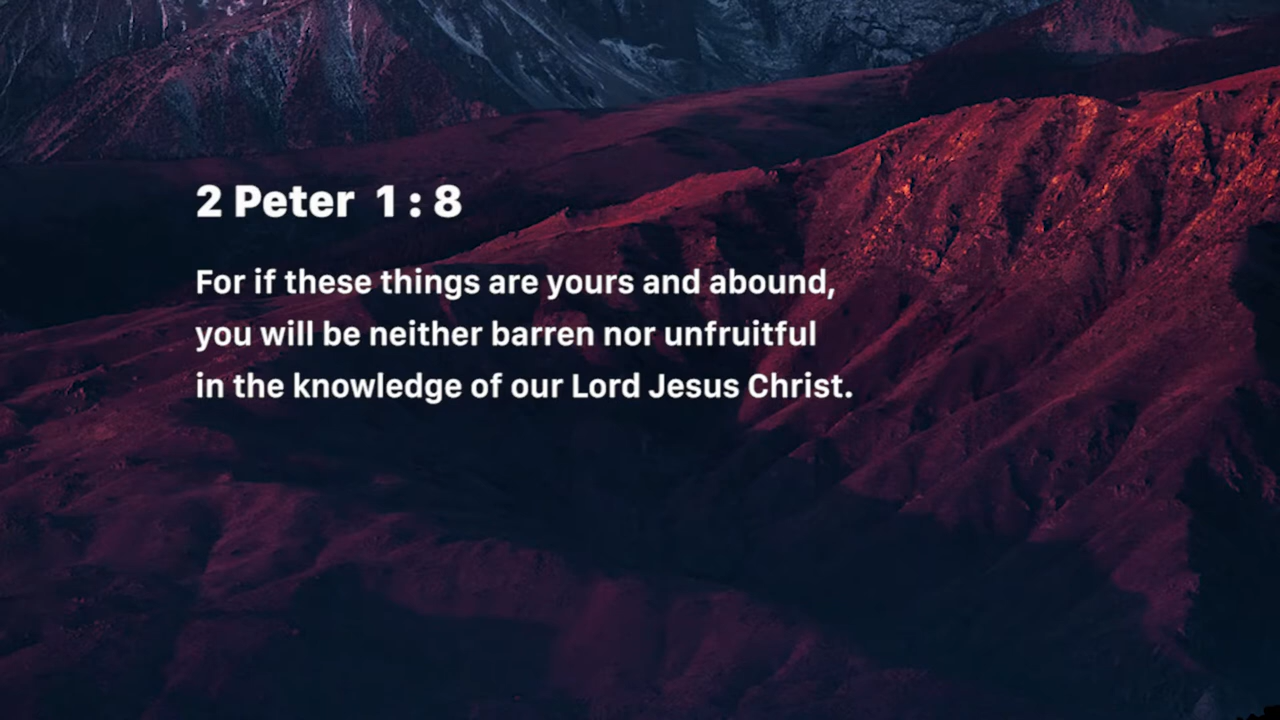 2 Peter 1 : 8
For if these things are yours and abound,
you will be neither barren nor unfruitful
in the knowledge of our Lord Jesus Christ.